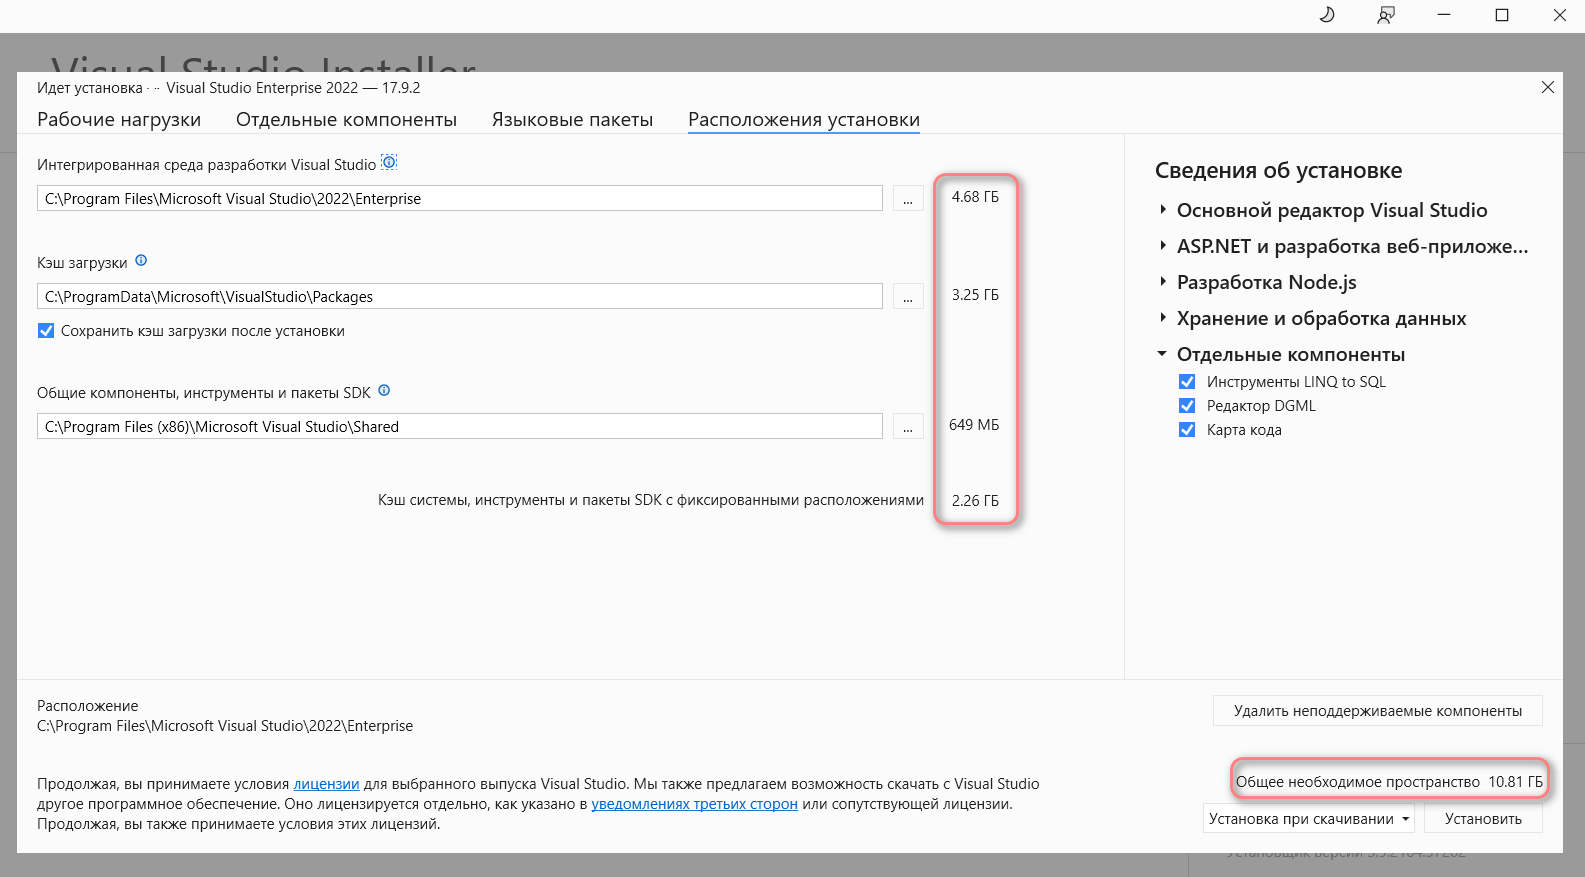 Visual Studio Installer
Идет установка · ·· Visual Studio Enterprise 2022 — 17.9.2
Рабочие нагрузки Отдельные компоненты Языковые пакеты Расположения установки
Интегрированная среда разработки Visual Studio
C:\Program Files\Microsoft Visual Studio\2022\Enterprise ... 4.68 ГБ
Кэш загрузки
C:\ProgramData\Microsoft\VisualStudio\Packages ... 3.25 ГБ
Сохранить кэш загрузки после установки
Общие компоненты, инструменты и пакеты SDK
C:\Program Files (x86)\Microsoft Visual Studio\Shared ... 649 МБ
Кэш системы, инструменты и пакеты SDK с фиксированными расположениями 2.26 ГБ
Сведения об установке
Основной редактор Visual Studio
ASP.NET и разработка веб-приложе...
Разработка Node.js
Хранение и обработка данных
Отдельные компоненты
Инструменты LINQ to SQL
Редактор DGML
Карта кода
Расположение
C:\Program Files\Microsoft Visual Studio\2022\Enterprise
Удалить неподдерживаемые компоненты
Продолжая, вы принимаете условия лицензии для выбранного выпуска Visual Studio. Мы также предлагаем возможность скачать с Visual Studio
другое программное обеспечение. Оно лицензируется отдельно, как указано в уведомлениях третьих сторон или сопутствующей лицензии.
Продолжая, вы также принимаете условия этих лицензий.
Общее необходимое пространство 10.81 ГБ
Установка при скачивании Установить